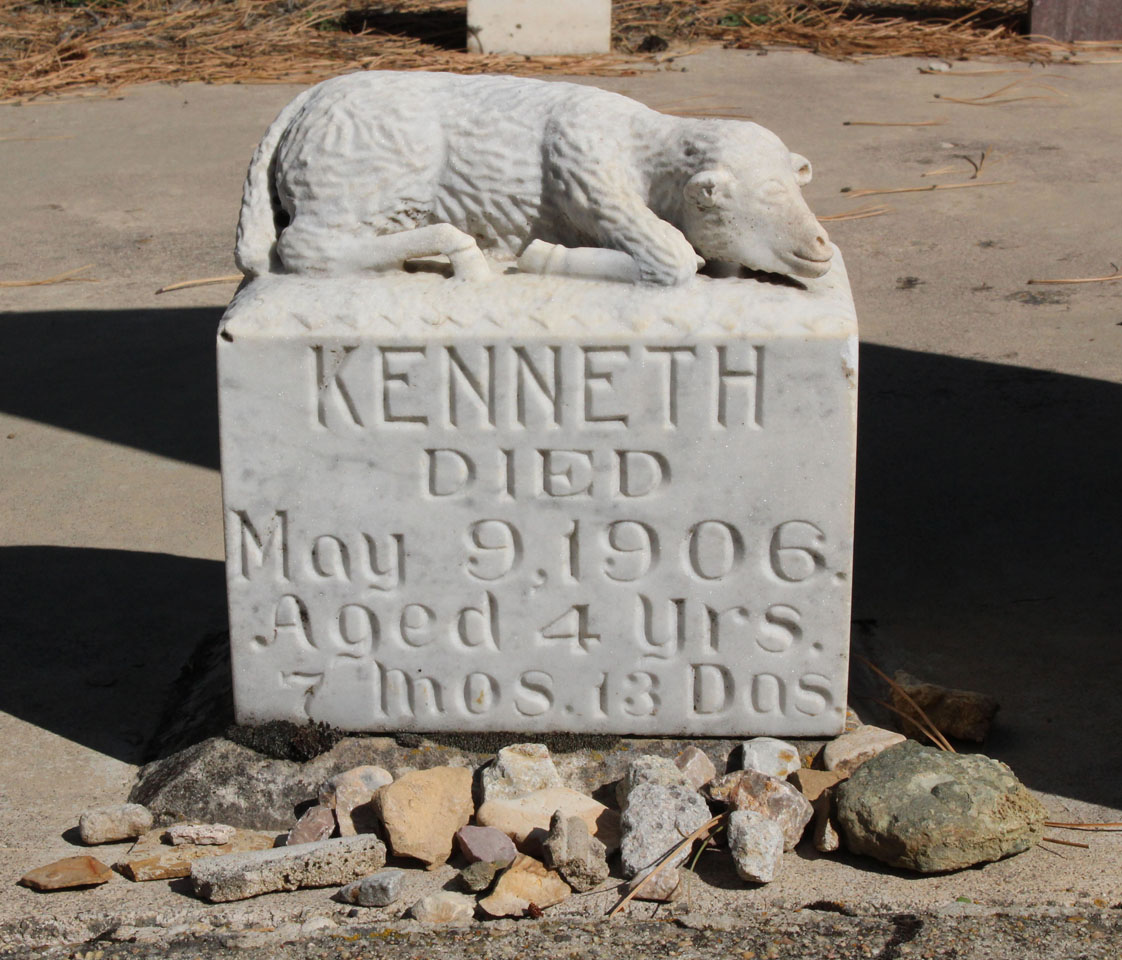 KENNETH
DIED
May 9, 1906.
Aged 4 yrs.
7 mos. 13 Das.